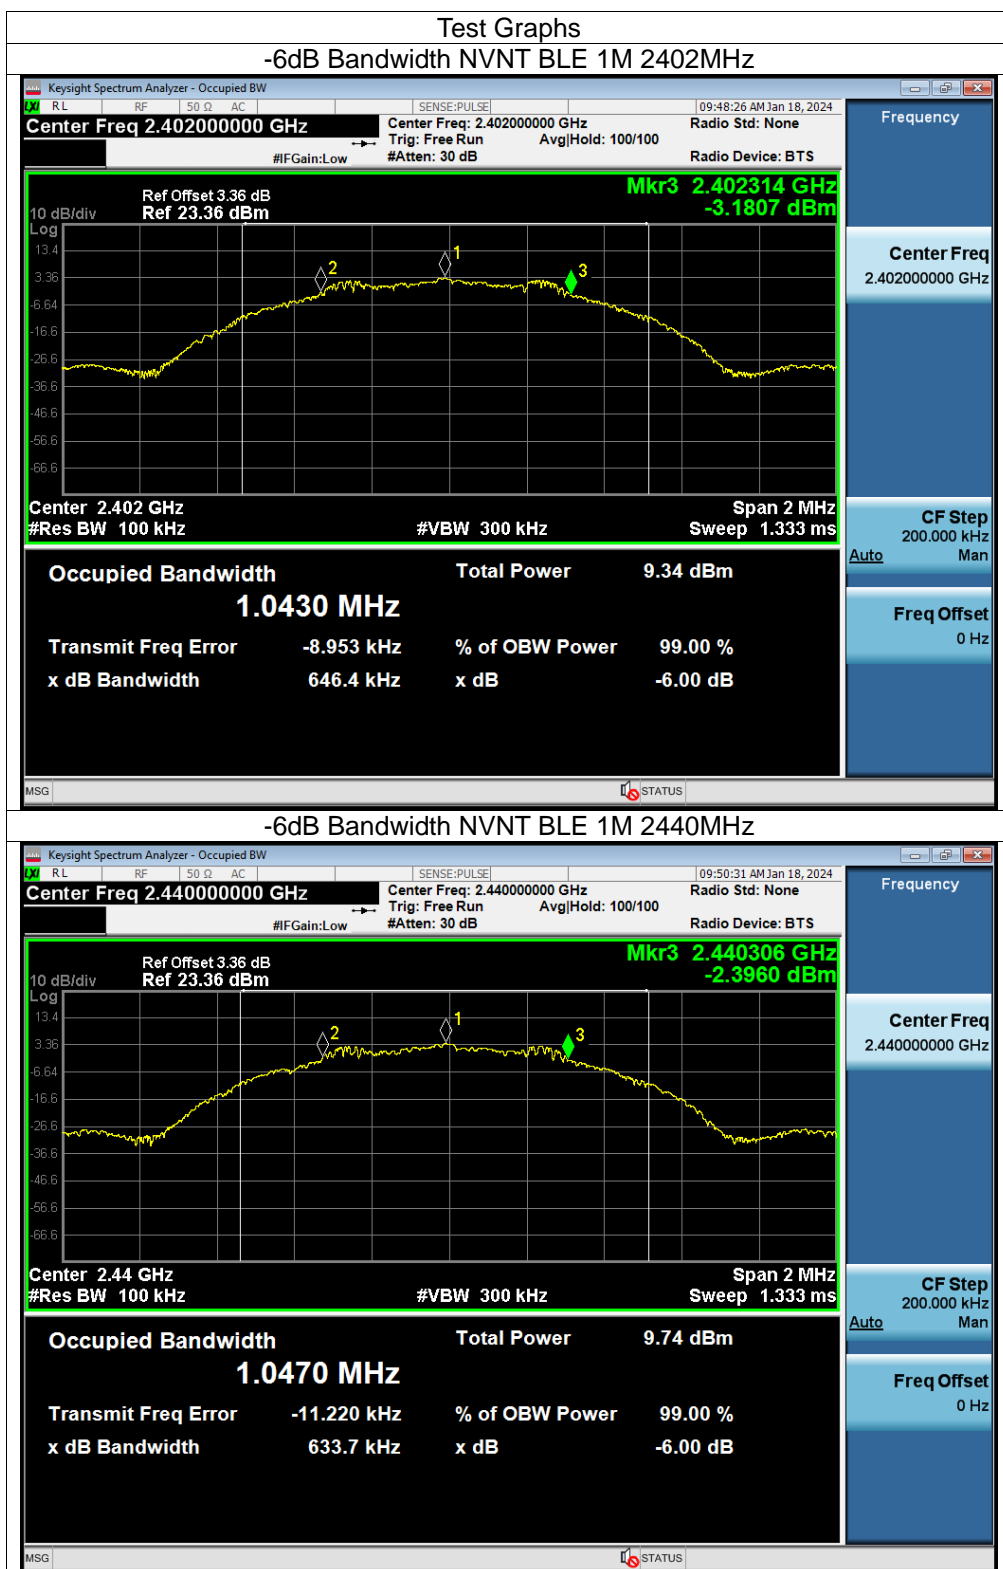 Test Graphs
-6dB Bandwidth NVNT BLE 1M 2402MHz
Keysight Spectrum Analyzer - Occupied BW
LXI RL RF 50 Ω AC SENSE:PULSE 09:48:26 AM Jan 18, 2024
Center Freq 2.402000000 GHz Center Freq: 2.402000000 GHz Radio Std: None
Trig: Free Run Avg|Hold: 100/100
#IFGain:Low #Atten: 30 dB Radio Device: BTS
Frequency
Ref Offset 3.36 dB Mkr3 2.402314 GHz
10 dB/div Ref 23.36 dBm -3.1807 dBm
Log
13.4
3.36
-6.64
-16.6
-26.6
-36.6
-46.6
-56.6
-66.6
2 1 3
Center 2.402 GHz Span 2 MHz
#Res BW 100 kHz #VBW 300 kHz Sweep 1.333 ms
Center Freq
2.402000000 GHz
CF Step
200.000 kHz
Auto Man
Freq Offset
0 Hz
Occupied Bandwidth Total Power 9.34 dBm
1.0430 MHz
Transmit Freq Error -8.953 kHz % of OBW Power 99.00 %
x dB Bandwidth 646.4 kHz x dB -6.00 dB
MSG STATUS
-6dB Bandwidth NVNT BLE 1M 2440MHz
Keysight Spectrum Analyzer - Occupied BW
LXI RL RF 50 Ω AC SENSE:PULSE 09:50:31 AM Jan 18, 2024
Center Freq 2.440000000 GHz Center Freq: 2.440000000 GHz Radio Std: None
Trig: Free Run Avg|Hold: 100/100
#IFGain:Low #Atten: 30 dB Radio Device: BTS
Frequency
Ref Offset 3.36 dB Mkr3 2.440306 GHz
10 dB/div Ref 23.36 dBm -2.3960 dBm
Log
13.4
3.36
-6.64
-16.6
-26.6
-36.6
-46.6
-56.6
-66.6
2 1 3
Center 2.44 GHz Span 2 MHz
#Res BW 100 kHz #VBW 300 kHz Sweep 1.333 ms
Center Freq
2.440000000 GHz
CF Step
200.000 kHz
Auto Man
Freq Offset
0 Hz
Occupied Bandwidth Total Power 9.74 dBm
1.0470 MHz
Transmit Freq Error -11.220 kHz % of OBW Power 99.00 %
x dB Bandwidth 633.7 kHz x dB -6.00 dB
MSG STATUS